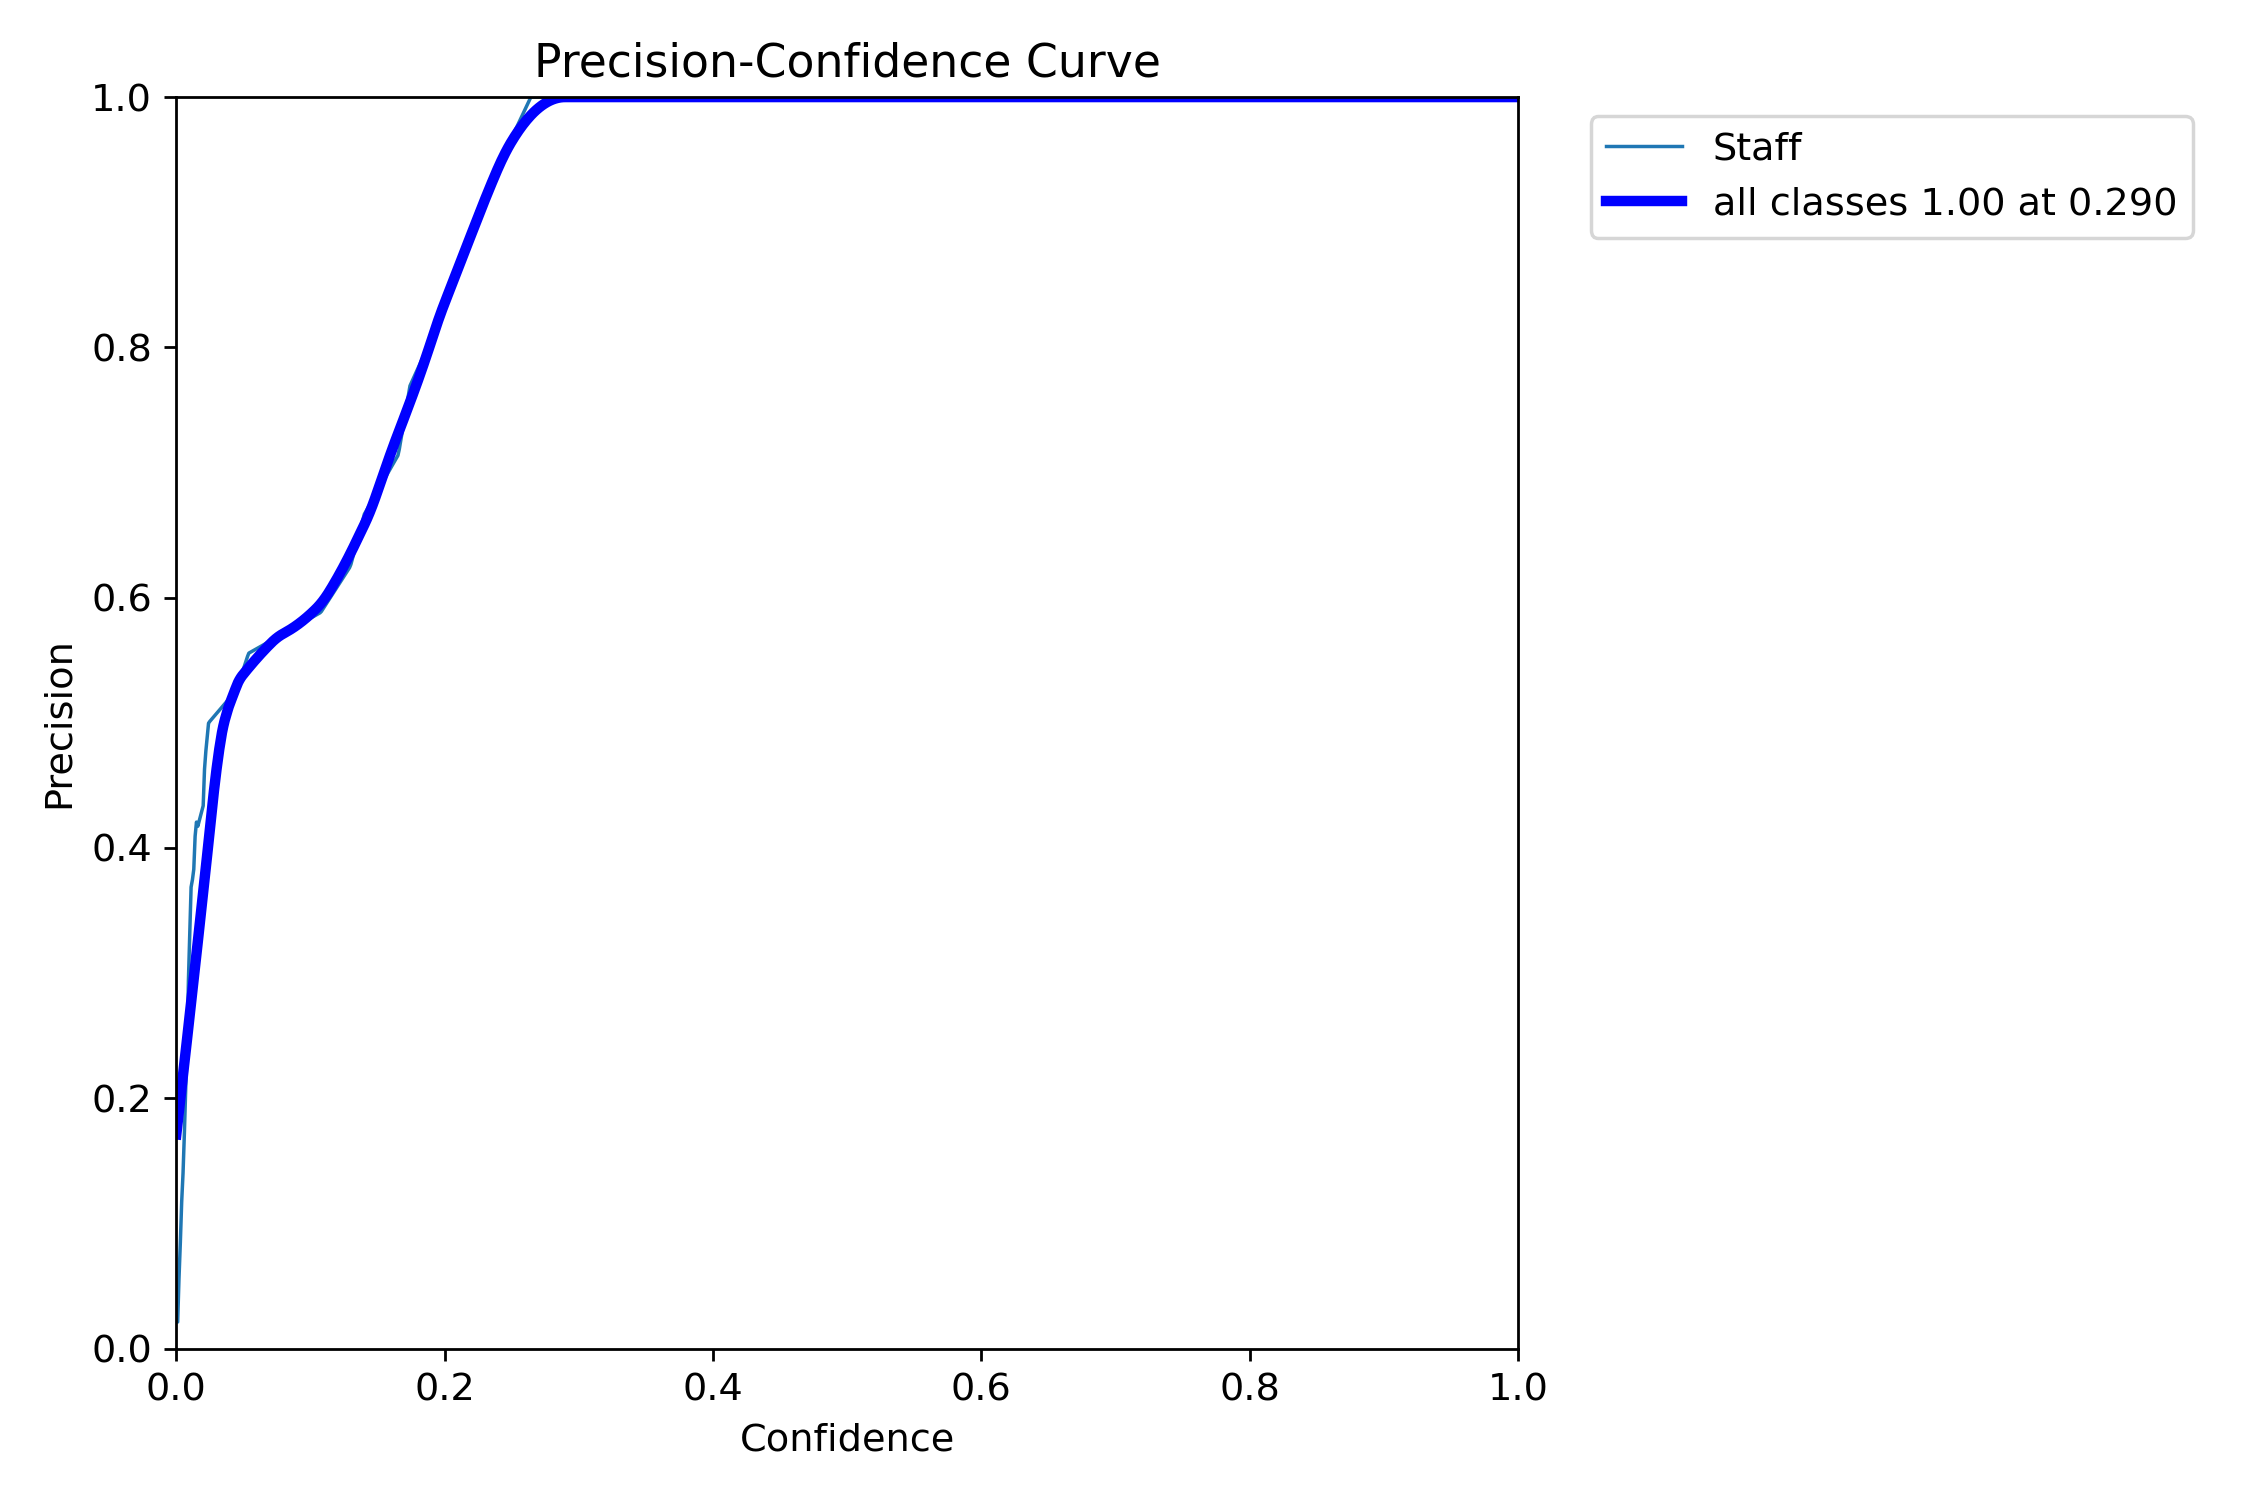 Precision-Confidence Curve
Staff
all classes 1.00 at 0.290
1.0
0.8
0.6
0.4
0.2
0.0
Precision
0.0 0.2 0.4 0.6 0.8 1.0
Confidence